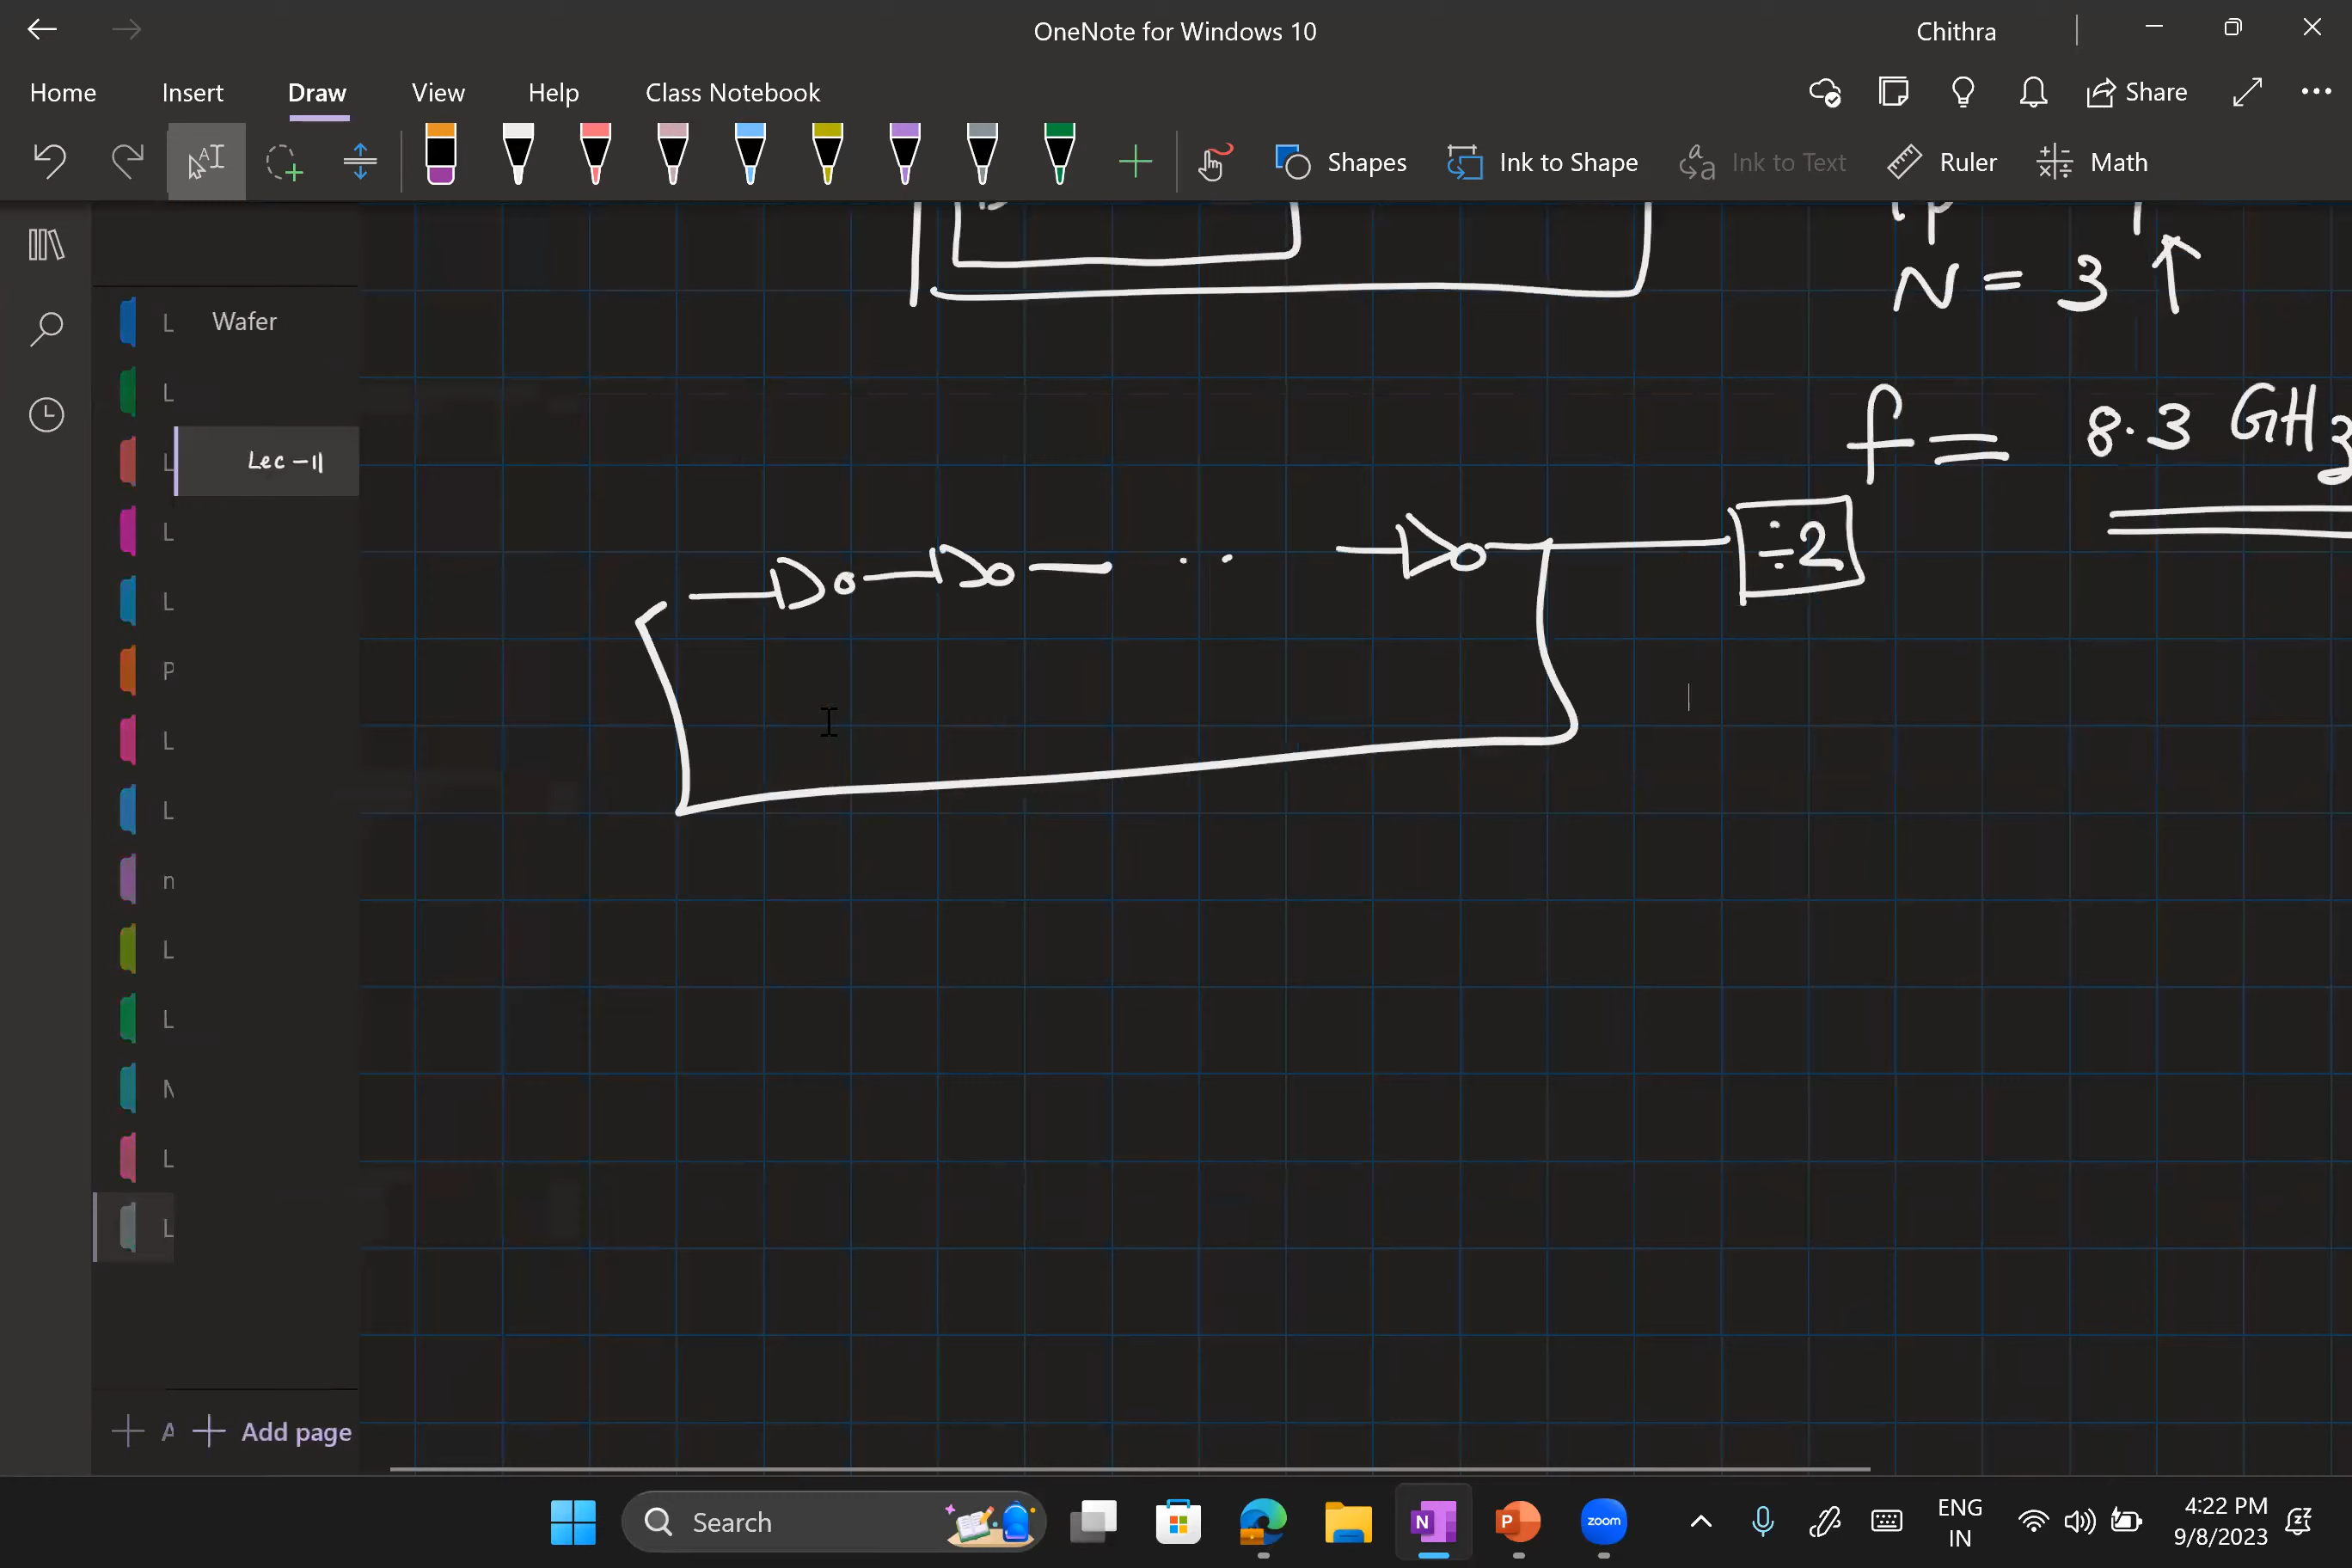 OneNote for Windows 10
Chithra
Home Insert Draw View Help Class Notebook Share
Shapes Ink to Shape Ink to Text Ruler Math
N = 3 ↑
f = 8.3 GHz
÷2
L Wafer
L
L Lec-11
L
L
P
L
L
n
L
L
N
L
L
A Add page
Search
ENG
IN
4:22 PM
9/8/2023
zoom